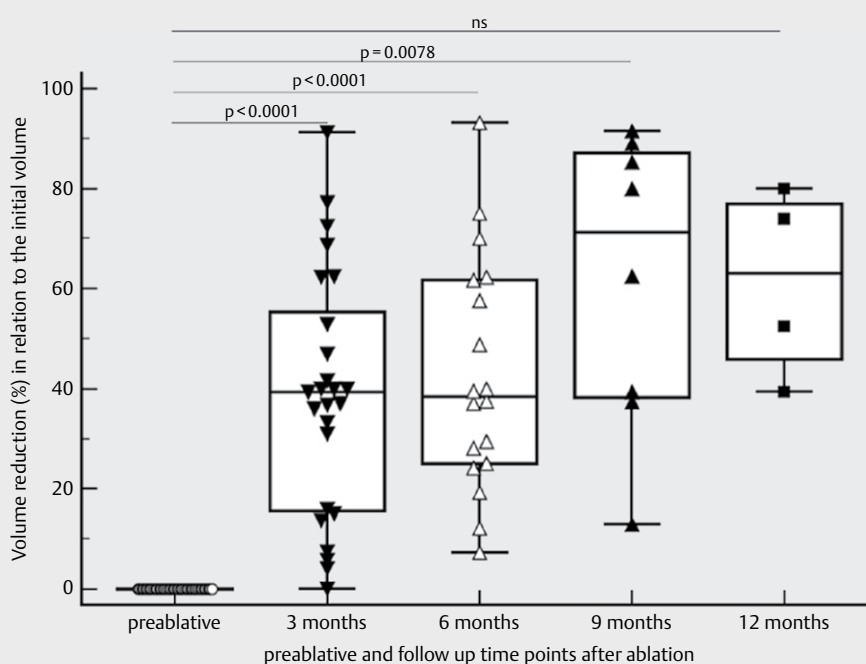 ns
p = 0.0078
p < 0.0001
p < 0.0001
100
80
60
40
20
0
Volume reduction (%) in relation to the initial volume
preablative
3 months
6 months
9 months
12 months
preablative and follow up time points after ablation